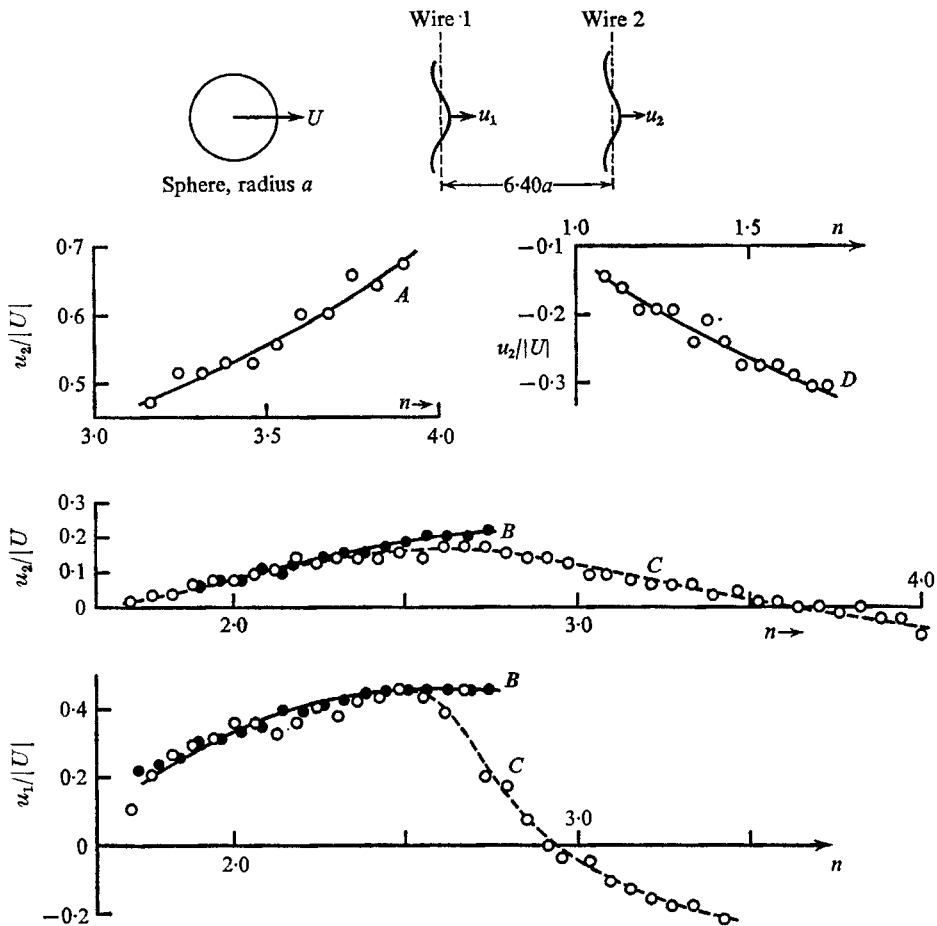 Wire 1 Wire 2
U
u₁
u₂
Sphere, radius a
6·40a
0·7
0·6
0·5
u₂/|U|
A
n→
3·0 3·5 4·0
1·0 1·5 n
−0·1
−0·2
−0·3
u₂/|U|
D
0·3
0·2
0·1
0
u₂/|U
B
C
4·0
2·0 3·0 n→
0·4
0·2
0
−0·2
u₁/|U|
B
C
3·0
2·0 n